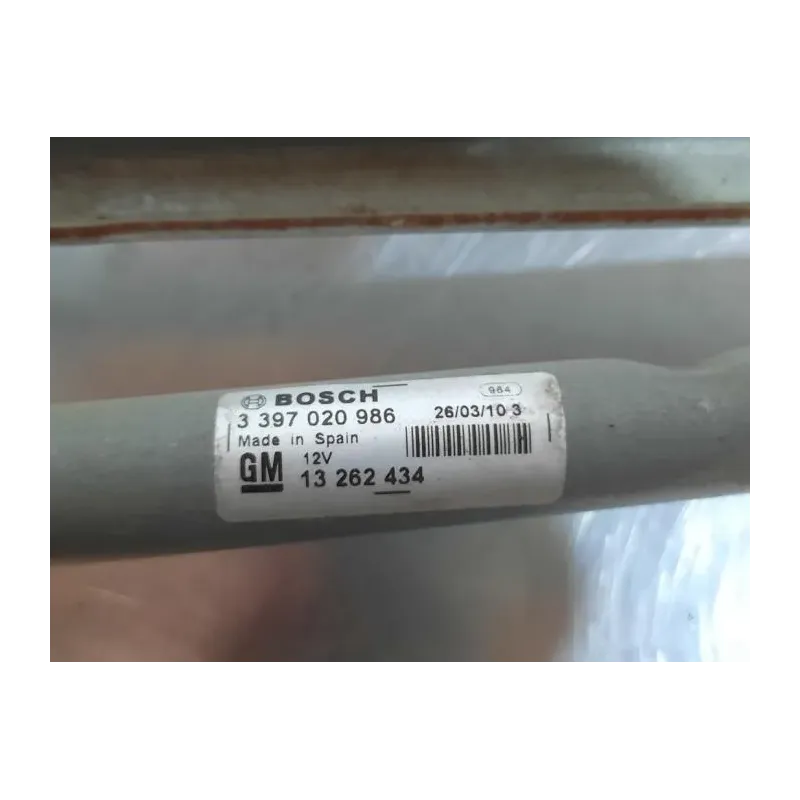 BOSCH
984
3 397 020 986
26/03/10 3
Made in Spain
GM
12V
13 262 434
H